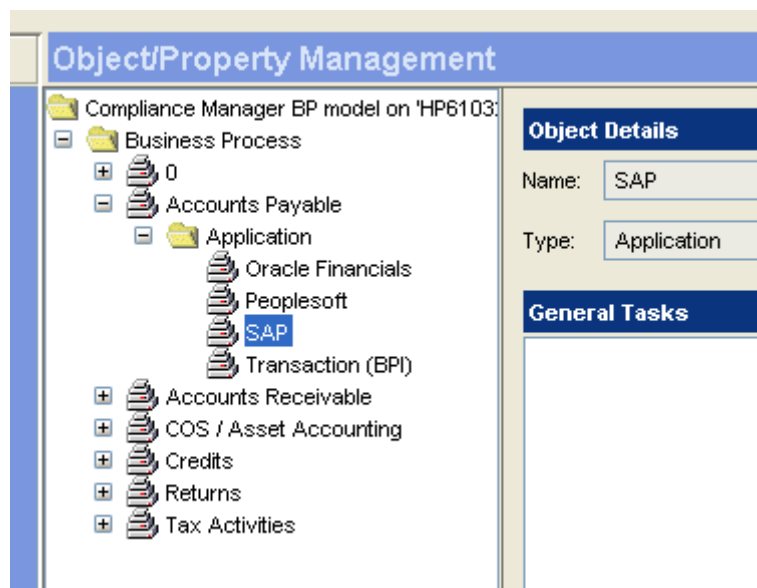 Object/Property Management
Compliance Manager BP model on 'HP6103
Business Process
0
Accounts Payable
Application
Oracle Financials
Peoplesoft
SAP
Transaction (BPI)
Accounts Receivable
COS / Asset Accounting
Credits
Returns
Tax Activities
Object Details
Name: SAP
Type: Application
General Tasks